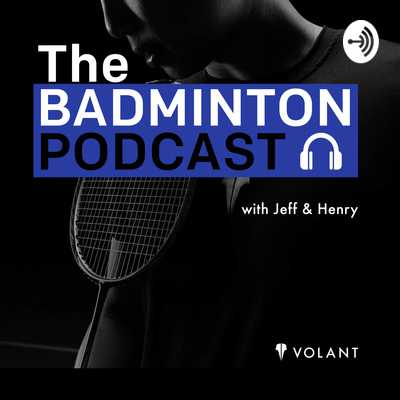 The
BADMINTON
PODCAST
with Jeff & Henry
VOLANT